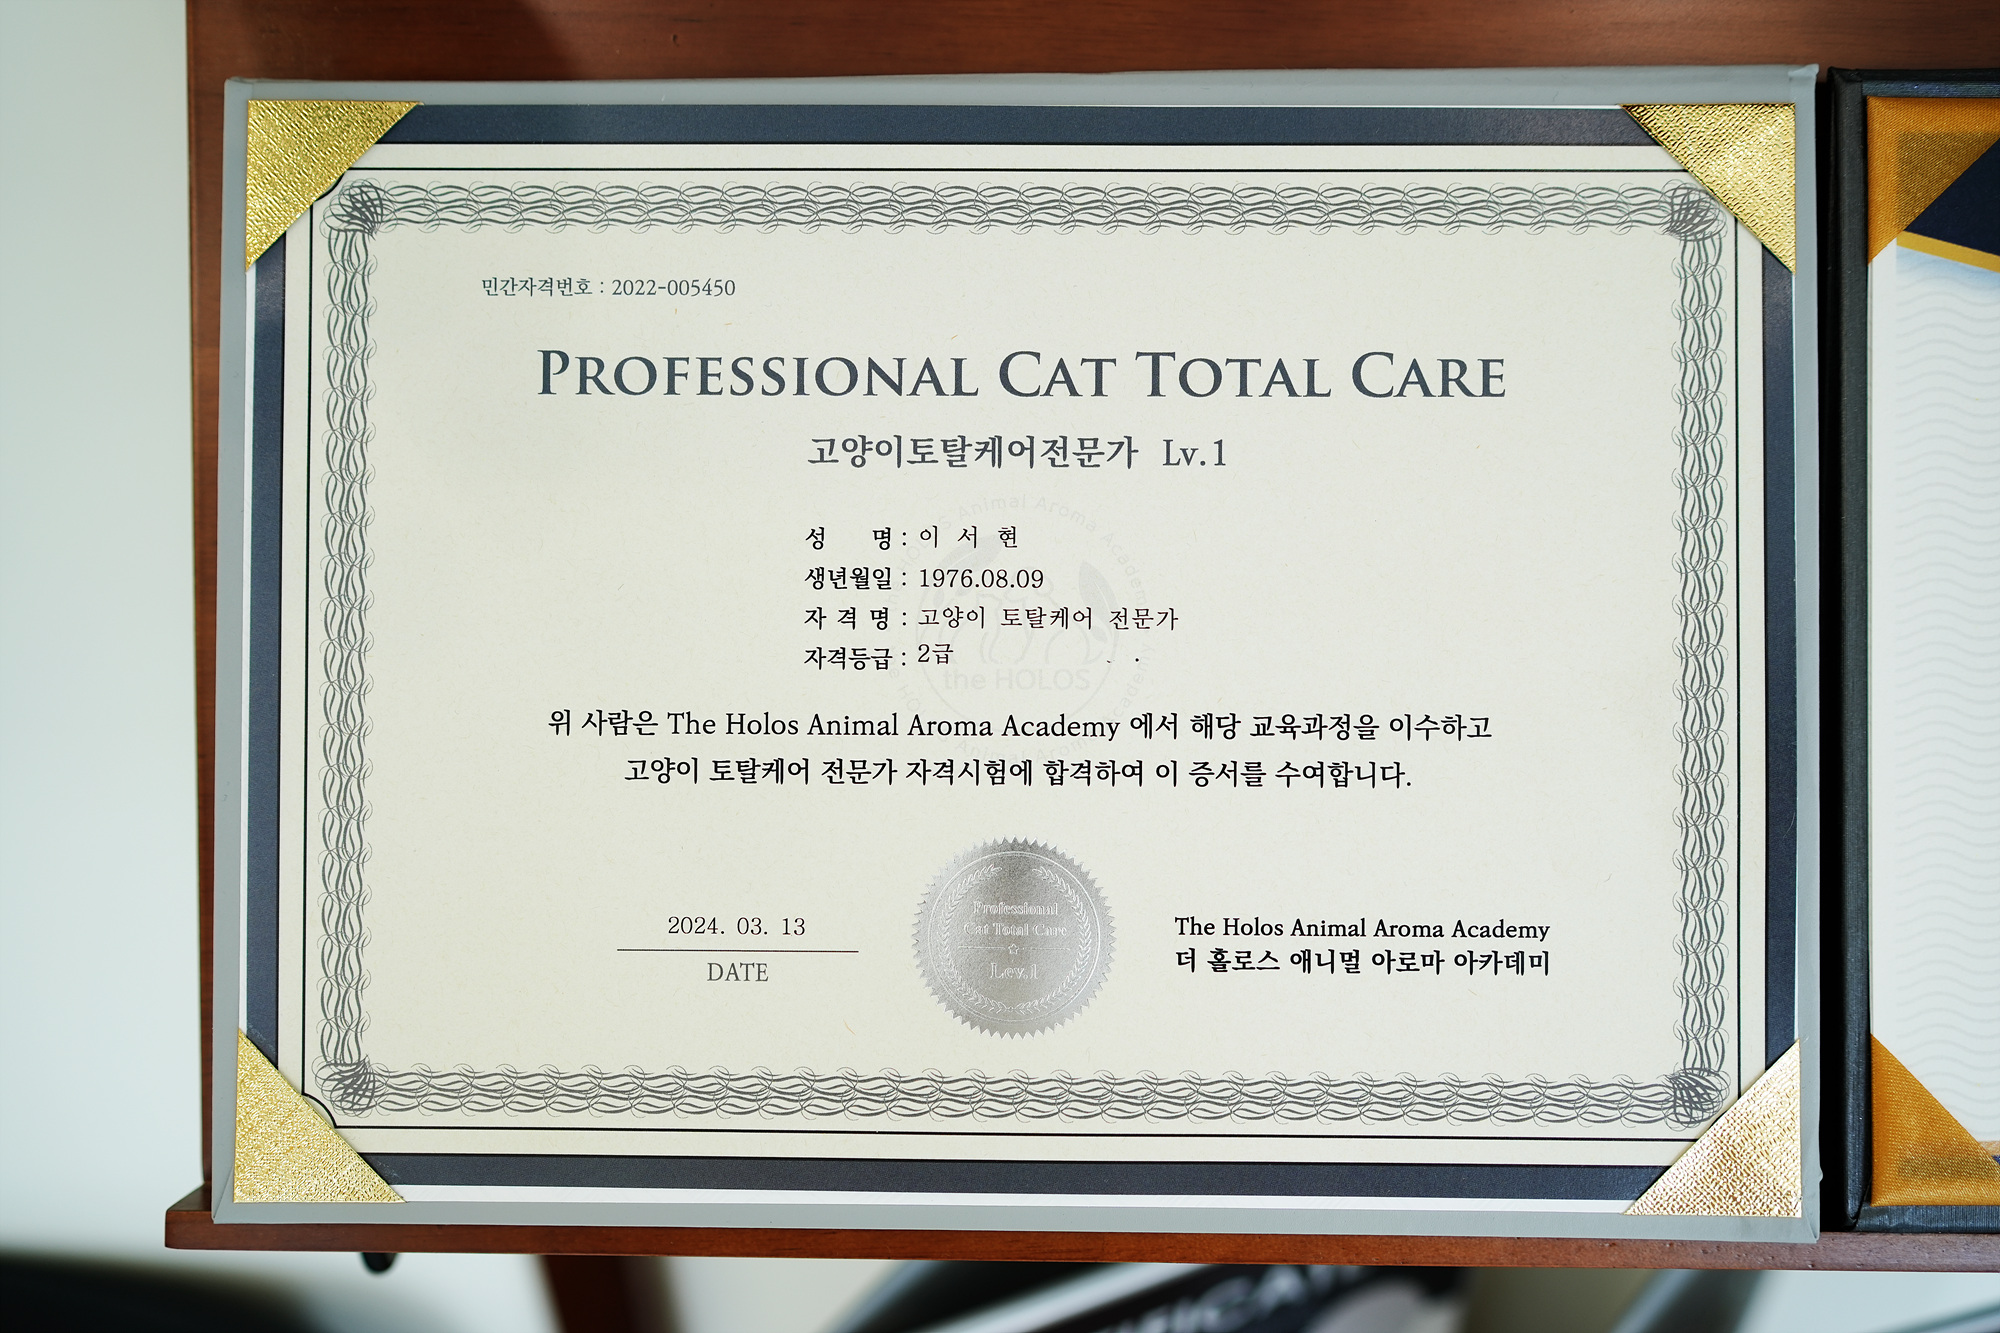 민간자격번호 : 2022-005450
PROFESSIONAL CAT TOTAL CARE
고양이토탈케어전문가 Lv.1
성 명 : 이 서 현
생년월일 : 1976.08.09
자 격 명 : 고양이 토탈케어 전문가
자격등급 : 2급
the HOLOS
위 사람은 The Holos Animal Aroma Academy 에서 해당 교육과정을 이수하고
고양이 토탈케어 전문가 자격시험에 합격하여 이 증서를 수여합니다.
2024. 03. 13
DATE
Professional
Cat Total Care
Lev.1
The Holos Animal Aroma Academy
더 홀로스 애니멀 아로마 아카데미